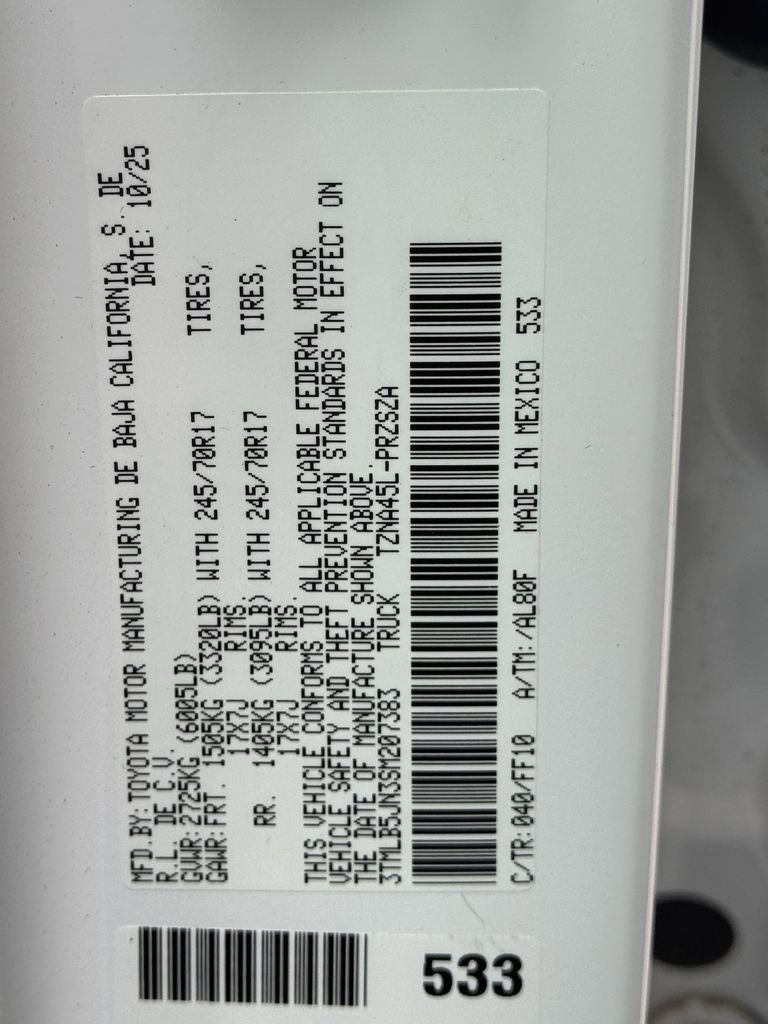 MFD.BY:TOYOTA MOTOR MANUFACTURING DE BAJA CALIFORNIA, S. DE
R.L. DE C.V. DATE: 10/25
GVWR:2725KG (6005LB)
GAWR:FRT. 1505KG (3320LB) WITH 245/70R17 TIRES,
17X7J RIMS.
RR. 1405KG (3095LB) WITH 245/70R17 TIRES,
17X7J RIMS.
THIS VEHICLE CONFORMS TO ALL APPLICABLE FEDERAL MOTOR
VEHICLE SAFETY AND THEFT PREVENTION STANDARDS IN EFFECT ON
THE DATE OF MANUFACTURE SHOWN ABOVE.
3TMLB5JN3SM207383 TRUCK TZNA45L-PRZSZA
C/TR:040/FF10 A/TM:/AL80F MADE IN MEXICO 533
533